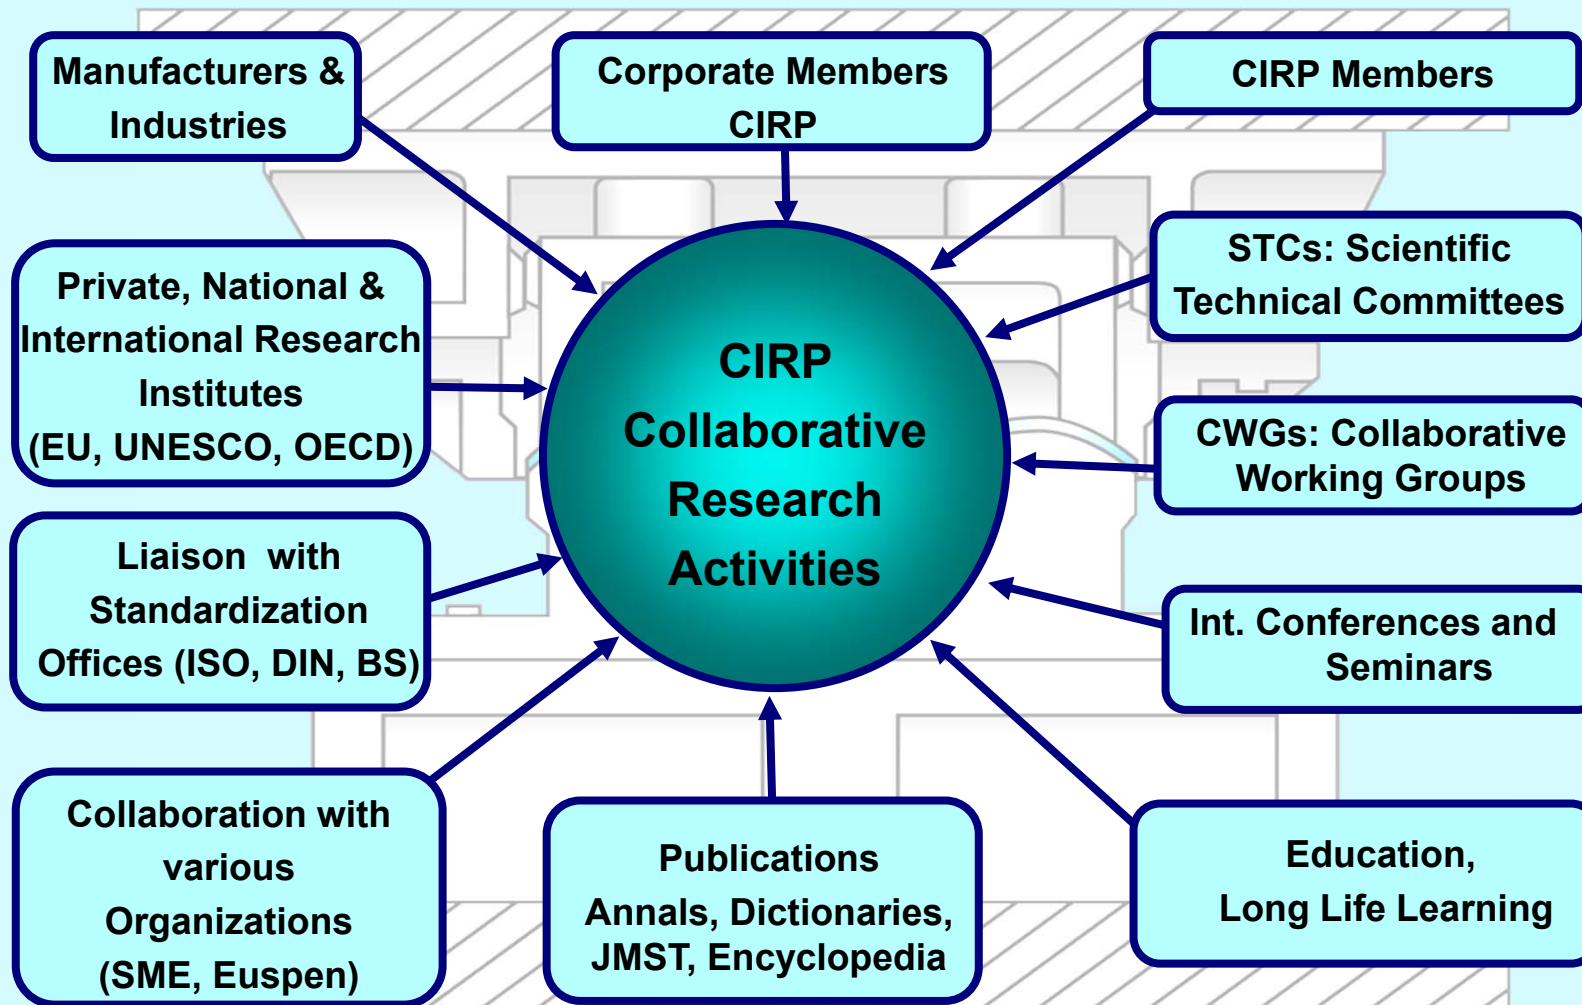 Manufacturers &
Industries
Corporate Members
CIRP
CIRP Members
Private, National &
International Research
Institutes
(EU, UNESCO, OECD)
STCs: Scientific
Technical Committees
CIRP
Collaborative
Research
Activities
CWGs: Collaborative
Working Groups
Liaison with
Standardization
Offices (ISO, DIN, BS)
Int. Conferences and
Seminars
Collaboration with
various
Organizations
(SME, Euspen)
Publications
Annals, Dictionaries,
JMST, Encyclopedia
Education,
Long Life Learning